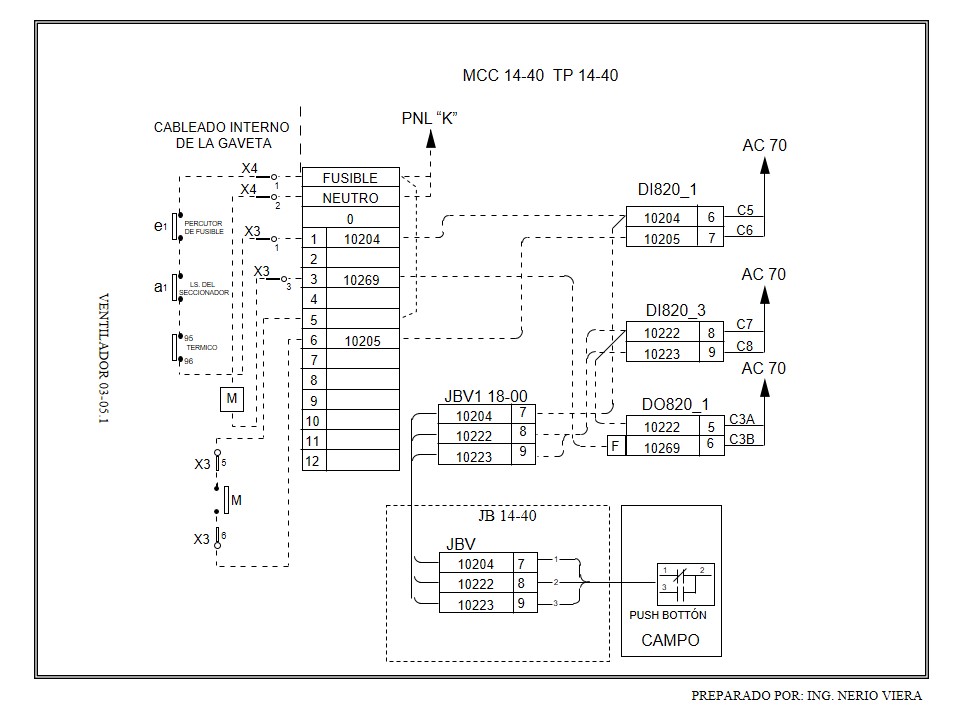 MCC 14-40 TP 14-40
CABLEADO INTERNO
DE LA GAVETA
PNL “K”
AC 70
X4
1
X4
2
FUSIBLE
NEUTRO
0
DI820_1
10204 6 C5
10205 7 C6
e1
PERCUTOR
DE FUSIBLE
X3
1
1 10204
2
X3
3
3 10269
4
5
6 10205
7
8
9
10
11
12
a1
LS. DEL
SECCIONADOR
95
TERMICO
96
M
VENTILADOR 03-05.1
AC 70
DI820_3
10222 8 C7
10223 9 C8
AC 70
DO820_1
10222 5 C3A
F 10269 6 C3B
JBV1 18-00
10204 7
10222 8
10223 9
X3 5
M
X3 6
JB 14-40
JBV
10204 7 1
10222 8 2
10223 9 3
1 2
3
PUSH BOTTÓN
CAMPO
PREPARADO POR: ING. NERIO VIERA